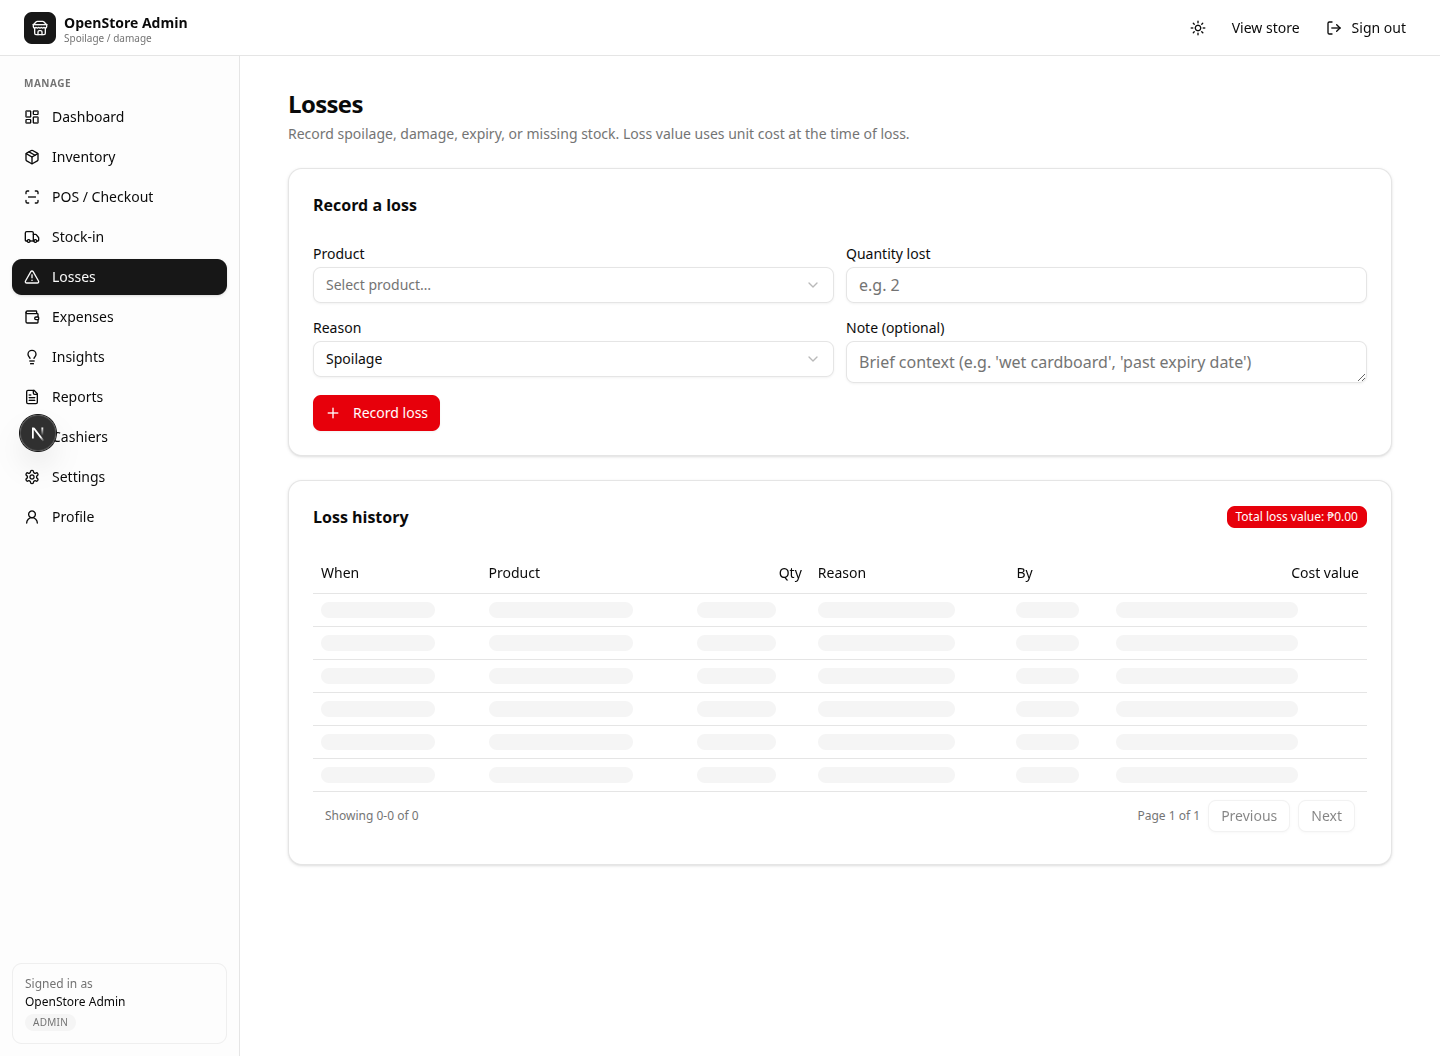 OpenStore Admin
Spoilage / damage
View store
Sign out
MANAGE
Dashboard
Inventory
POS / Checkout
Stock-in
Losses
Expenses
Insights
Reports
Cashiers
Settings
Profile
N
Signed in as
OpenStore Admin
ADMIN
Losses
Record spoilage, damage, expiry, or missing stock. Loss value uses unit cost at the time of loss.
Record a loss
Product
Quantity lost
Select product...
e.g. 2
Reason
Note (optional)
Spoilage
Brief context (e.g. 'wet cardboard', 'past expiry date')
Record loss
Loss history
Total loss value: ₱0.00
When Product Qty Reason By Cost value
Showing 0-0 of 0
Page 1 of 1
Previous
Next